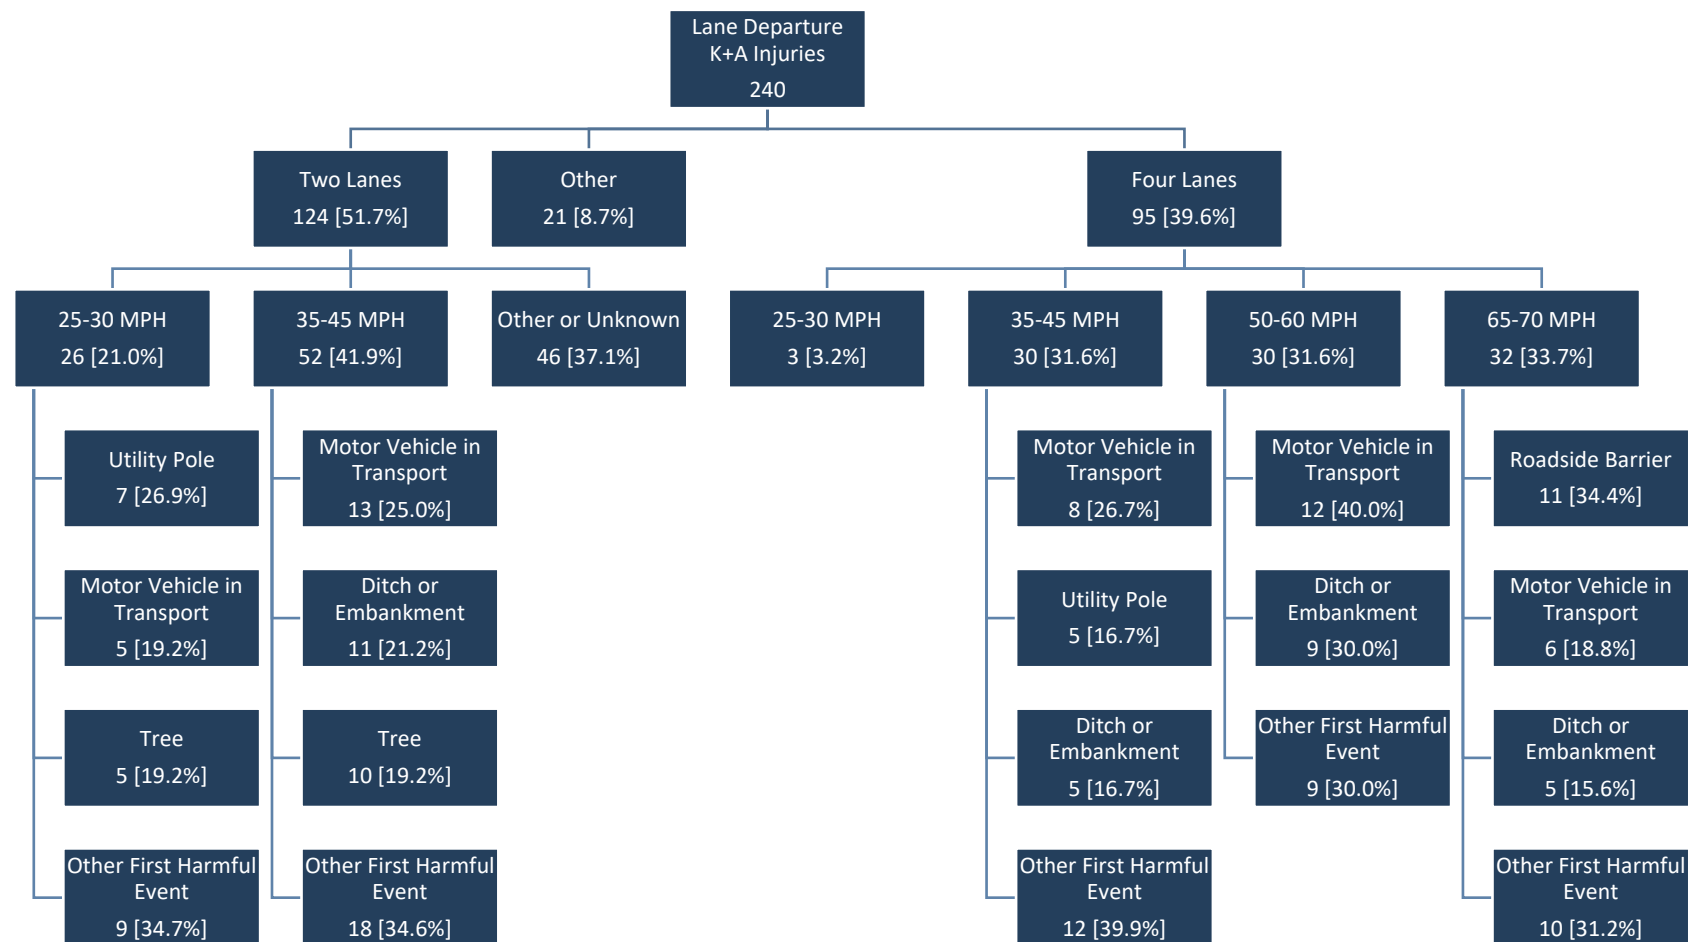 Lane Departure
K+A Injuries
240
Two Lanes
124 [51.7%]
Other
21 [8.7%]
Four Lanes
95 [39.6%]
25-30 MPH
26 [21.0%]
35-45 MPH
52 [41.9%]
Other or Unknown
46 [37.1%]
25-30 MPH
3 [3.2%]
35-45 MPH
30 [31.6%]
50-60 MPH
30 [31.6%]
65-70 MPH
32 [33.7%]
Utility Pole
7 [26.9%]
Motor Vehicle in
Transport
5 [19.2%]
Tree
5 [19.2%]
Other First Harmful
Event
9 [34.7%]
Motor Vehicle in
Transport
13 [25.0%]
Ditch or
Embankment
11 [21.2%]
Tree
10 [19.2%]
Other First Harmful
Event
18 [34.6%]
Motor Vehicle in
Transport
8 [26.7%]
Utility Pole
5 [16.7%]
Ditch or
Embankment
5 [16.7%]
Other First Harmful
Event
12 [39.9%]
Motor Vehicle in
Transport
12 [40.0%]
Ditch or
Embankment
9 [30.0%]
Other First Harmful
Event
9 [30.0%]
Roadside Barrier
11 [34.4%]
Motor Vehicle in
Transport
6 [18.8%]
Ditch or
Embankment
5 [15.6%]
Other First Harmful
Event
10 [31.2%]